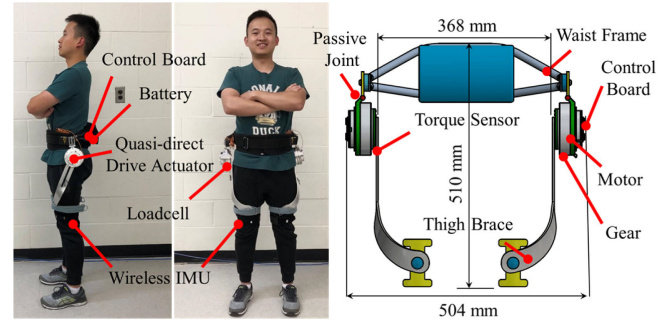 Control Board
Battery
Quasi-direct
Drive Actuator
Loadcell
Wireless IMU
ONAL
DUCK
368 mm
Passive
Joint
Waist Frame
Control
Board
Torque Sensor
510 mm
Motor
Thigh Brace
Gear
504 mm